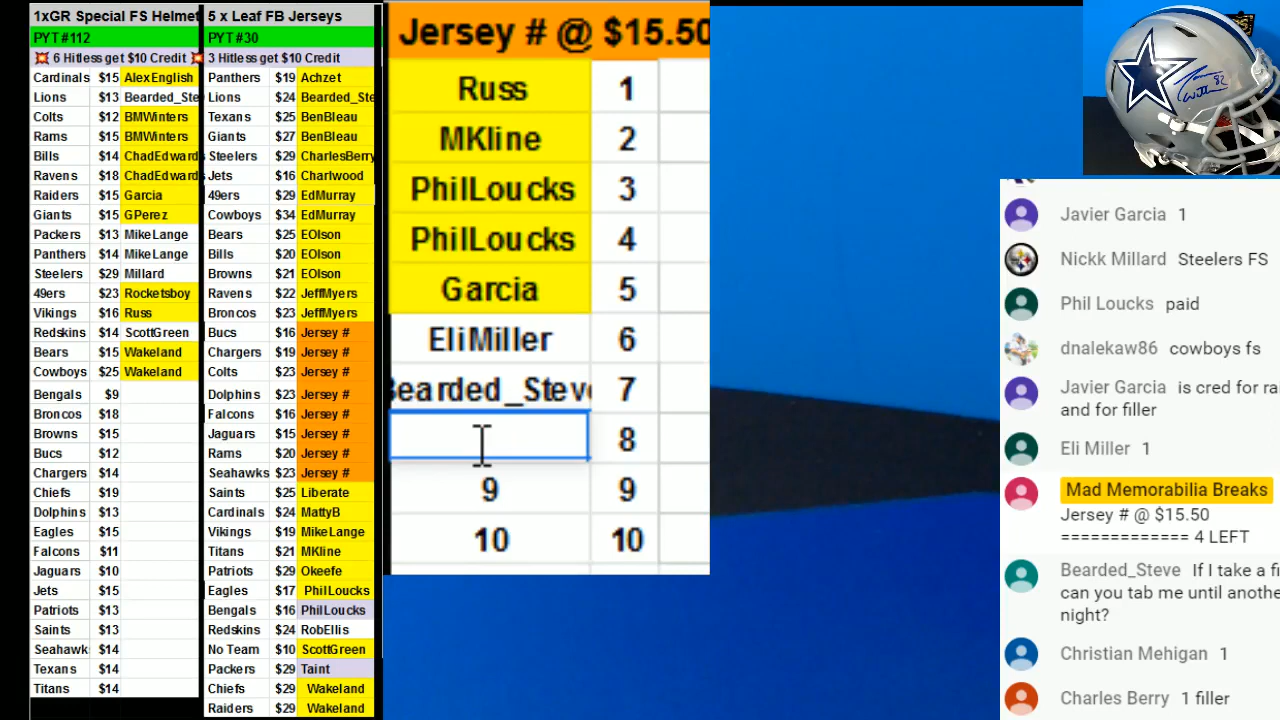 1xGR Special FS Helmet
PYT #112
💥 6 Hitless get $10 Credit 💥
Cardinals $15 AlexEnglish
Lions $13 Bearded_Ste
Colts $12 BMWinters
Rams $15 BMWinters
Bills $14 ChadEdwards
Ravens $18 ChadEdwards
Raiders $15 Garcia
Giants $15 GPerez
Packers $13 MikeLange
Panthers $14 MikeLange
Steelers $29 Millard
49ers $23 Rocketsboy
Vikings $16 Russ
Redskins $14 ScottGreen
Bears $15 Wakeland
Cowboys $25 Wakeland
Bengals $9
Broncos $18
Browns $15
Bucs $12
Chargers $14
Chiefs $19
Dolphins $13
Eagles $15
Falcons $11
Jaguars $10
Jets $15
Patriots $13
Saints $13
Seahawk $14
Texans $14
Titans $14
5 x Leaf FB Jerseys
PYT #30
3 Hitless get $10 Credit
Panthers $19 Achzet
Lions $24 Bearded_Ste
Texans $25 BenBleau
Giants $27 BenBleau
Steelers $29 CharlesBerry
Jets $16 Charlwood
49ers $29 EdMurray
Cowboys $34 EdMurray
Bears $25 EOlson
Bills $20 EOlson
Browns $21 EOlson
Ravens $22 JeffMyers
Broncos $23 JeffMyers
Bucs $16 Jersey #
Chargers $19 Jersey #
Colts $23 Jersey #
Dolphins $23 Jersey #
Falcons $16 Jersey #
Jaguars $15 Jersey #
Rams $20 Jersey #
Seahawks $23 Jersey #
Saints $25 Liberate
Cardinals $24 MattyB
Vikings $19 MikeLange
Titans $21 MKline
Patriots $29 Okeefe
Eagles $17 PhilLoucks
Bengals $16 PhilLoucks
Redskins $24 RobEllis
No Team $10 ScottGreen
Packers $29 Taint
Chiefs $29 Wakeland
Raiders $29 Wakeland
Jersey # @ $15.50
Russ 1
MKline 2
PhilLoucks 3
PhilLoucks 4
Garcia 5
EliMiller 6
Bearded_Steve 7
8
9 9
10 10
Javier Garcia 1
Nickk Millard Steelers FS
Phil Loucks paid
dnalekaw86 cowboys fs
Javier Garcia is cred for ra
and for filler
Eli Miller 1
Mad Memorabilia Breaks
Jersey # @ $15.50
============= 4 LEFT
Bearded_Steve If I take a fi
can you tab me until anothe
night?
Christian Mehigan 1
Charles Berry 1 filler